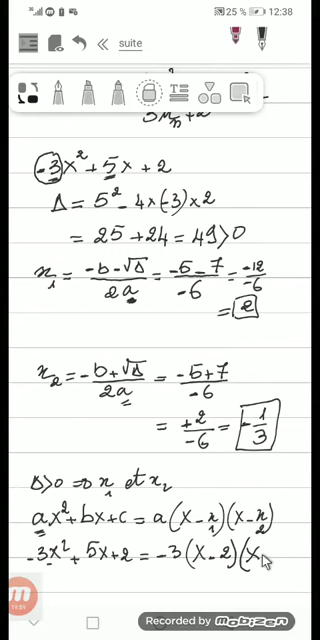 25 % 12:38
suite
-3x² + 5x + 2
Δ = 5² - 4×(-3)×2
= 25 + 24 = 49 > 0
x₁ = (-b - √Δ)/(2a) = (-5 - 7)/(-6) = (-12)/(-6)
= 2
x₂ = (-b + √Δ)/(2a) = (-5 + 7)/(-6)
= (+2)/(-6) = -1/3
Δ > 0 ⇒ x₁ et x₂
ax² + bx + c = a(x - x₁)(x - x₂)
-3x² + 5x + 2 = -3(x - 2)(x
Recorded by mobizen